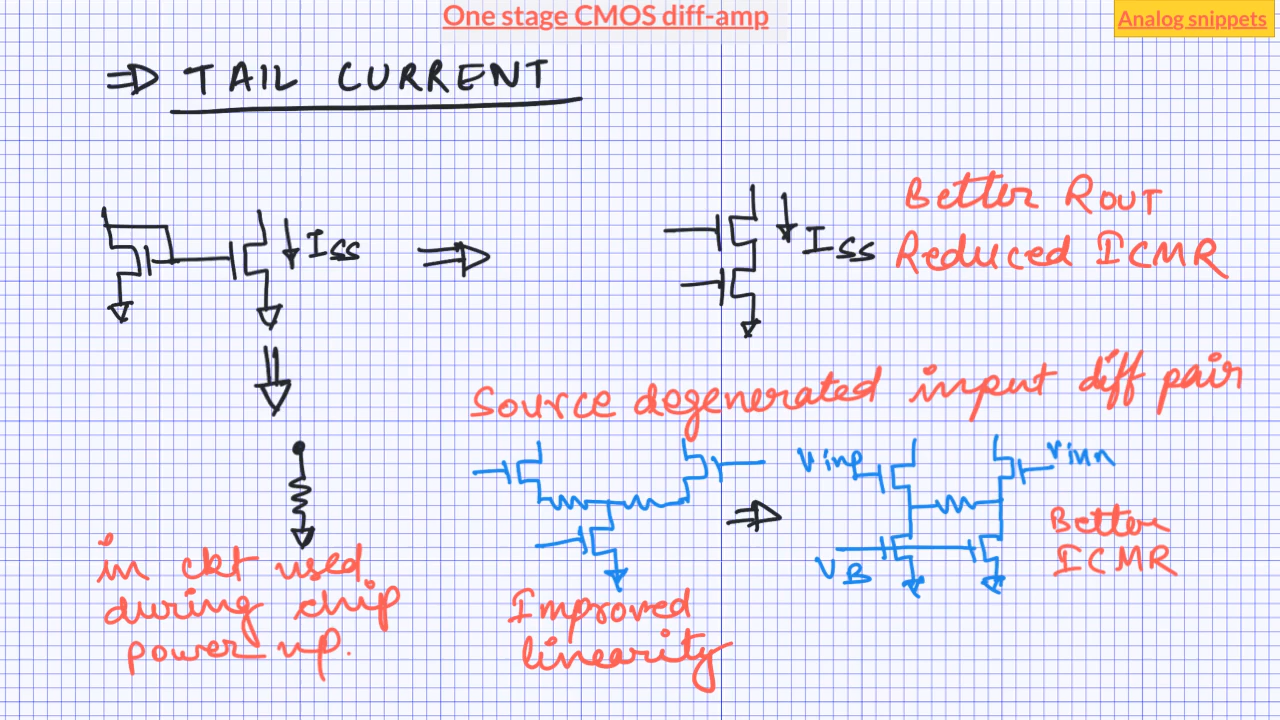 One stage CMOS diff-amp
Analog snippets
⇒ TAIL CURRENT
ISS
ISS
Better ROUT
Reduced ICMR
Source degenerated input diff pair
Vinp
Vinn
VB
Better
ICMR
in ckt used
during chip
power up.
Improved
linearity